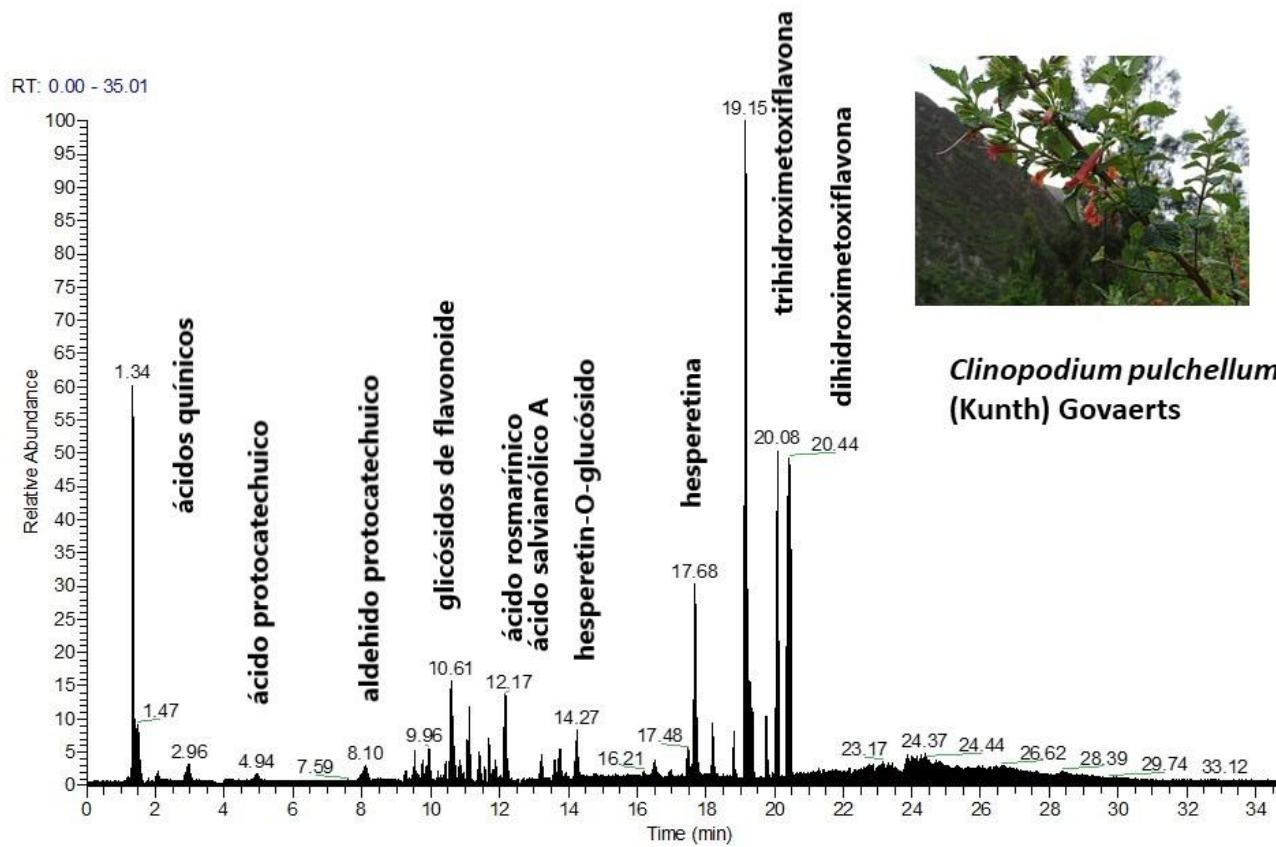 RT: 0.00 - 35.01
Relative Abundance
100
95
90
85
80
75
70
65
60
55
50
45
40
35
30
25
20
15
10
5
0
1.34
1.47
2.96
4.94
7.59
8.10
9.96
10.61
12.17
14.27
16.21
17.48
17.68
19.15
20.08
20.44
23.17
24.37
24.44
26.62
28.39
29.74
33.12
ácidos químicos
ácido protocatechuico
aldehido protocatechuico
glicósidos de flavonoide
ácido rosmarínico
ácido salvianólico A
hesperetin-O-glucósido
hesperetina
trihidroximetoxiflavona
dihidroximetoxiflavona
0 2 4 6 8 10 12 14 16 18 20 22 24 26 28 30 32 34
Time (min)
Clinopodium pulchellum
(Kunth) Govaerts